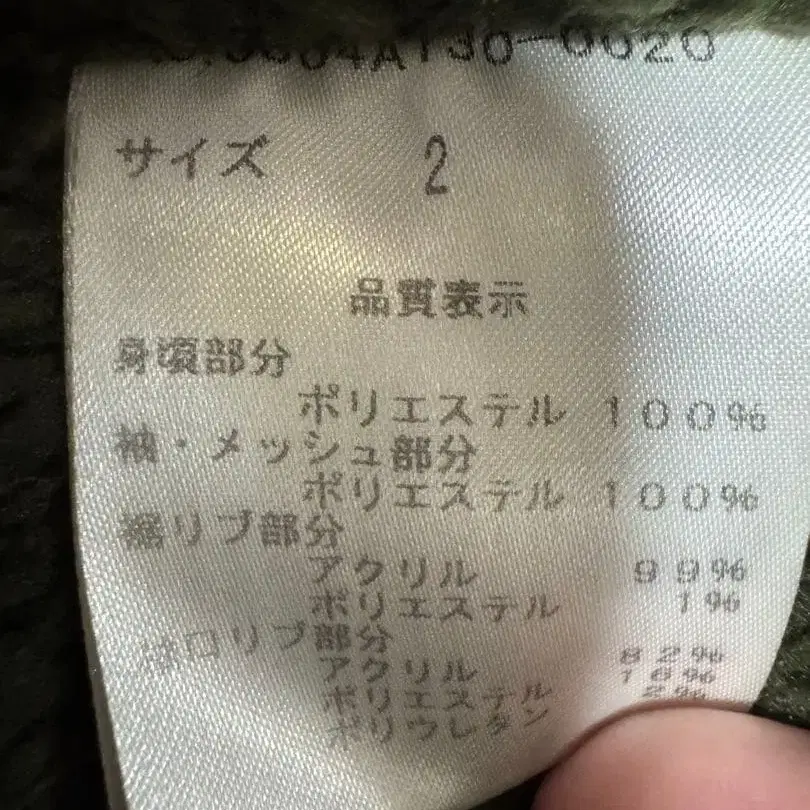 サイズ 2
品質表示
身頃部分
ポリエステル 100%
袖・メッシュ部分
ポリエステル 100%
裾リブ部分
アクリル 99%
ポリエステル 1%
口リブ部分
アクリル 82%
ポリエステル 16%
ポリウレタン 2%